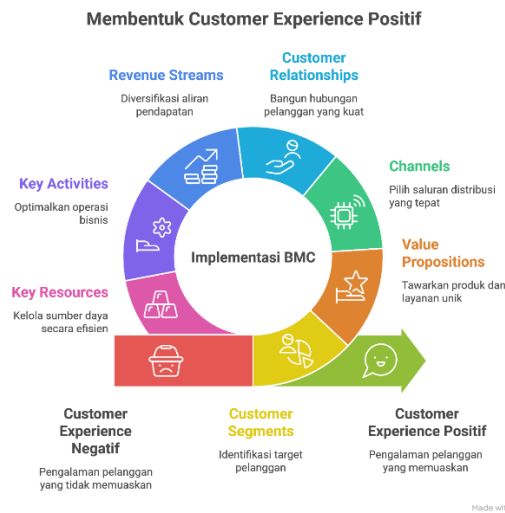 Membentuk Customer Experience Positif
Customer
Relationships
Bangun hubungan
pelanggan yang kuat
Revenue Streams
Diversifikasi aliran
pendapatan
Channels
Pilih saluran distribusi
yang tepat
Key Activities
Optimalkan operasi
bisnis
Value
Propositions
Tawarkan produk dan
layanan unik
Implementasi BMC
Key Resources
Kelola sumber daya
secara efisien
Customer
Experience
Negatif
Pengalaman pelanggan
yang tidak memuaskan
Customer
Segments
Identifikasi target
pelanggan
Customer
Experience Positif
Pengalaman pelanggan
yang memuaskan
Made